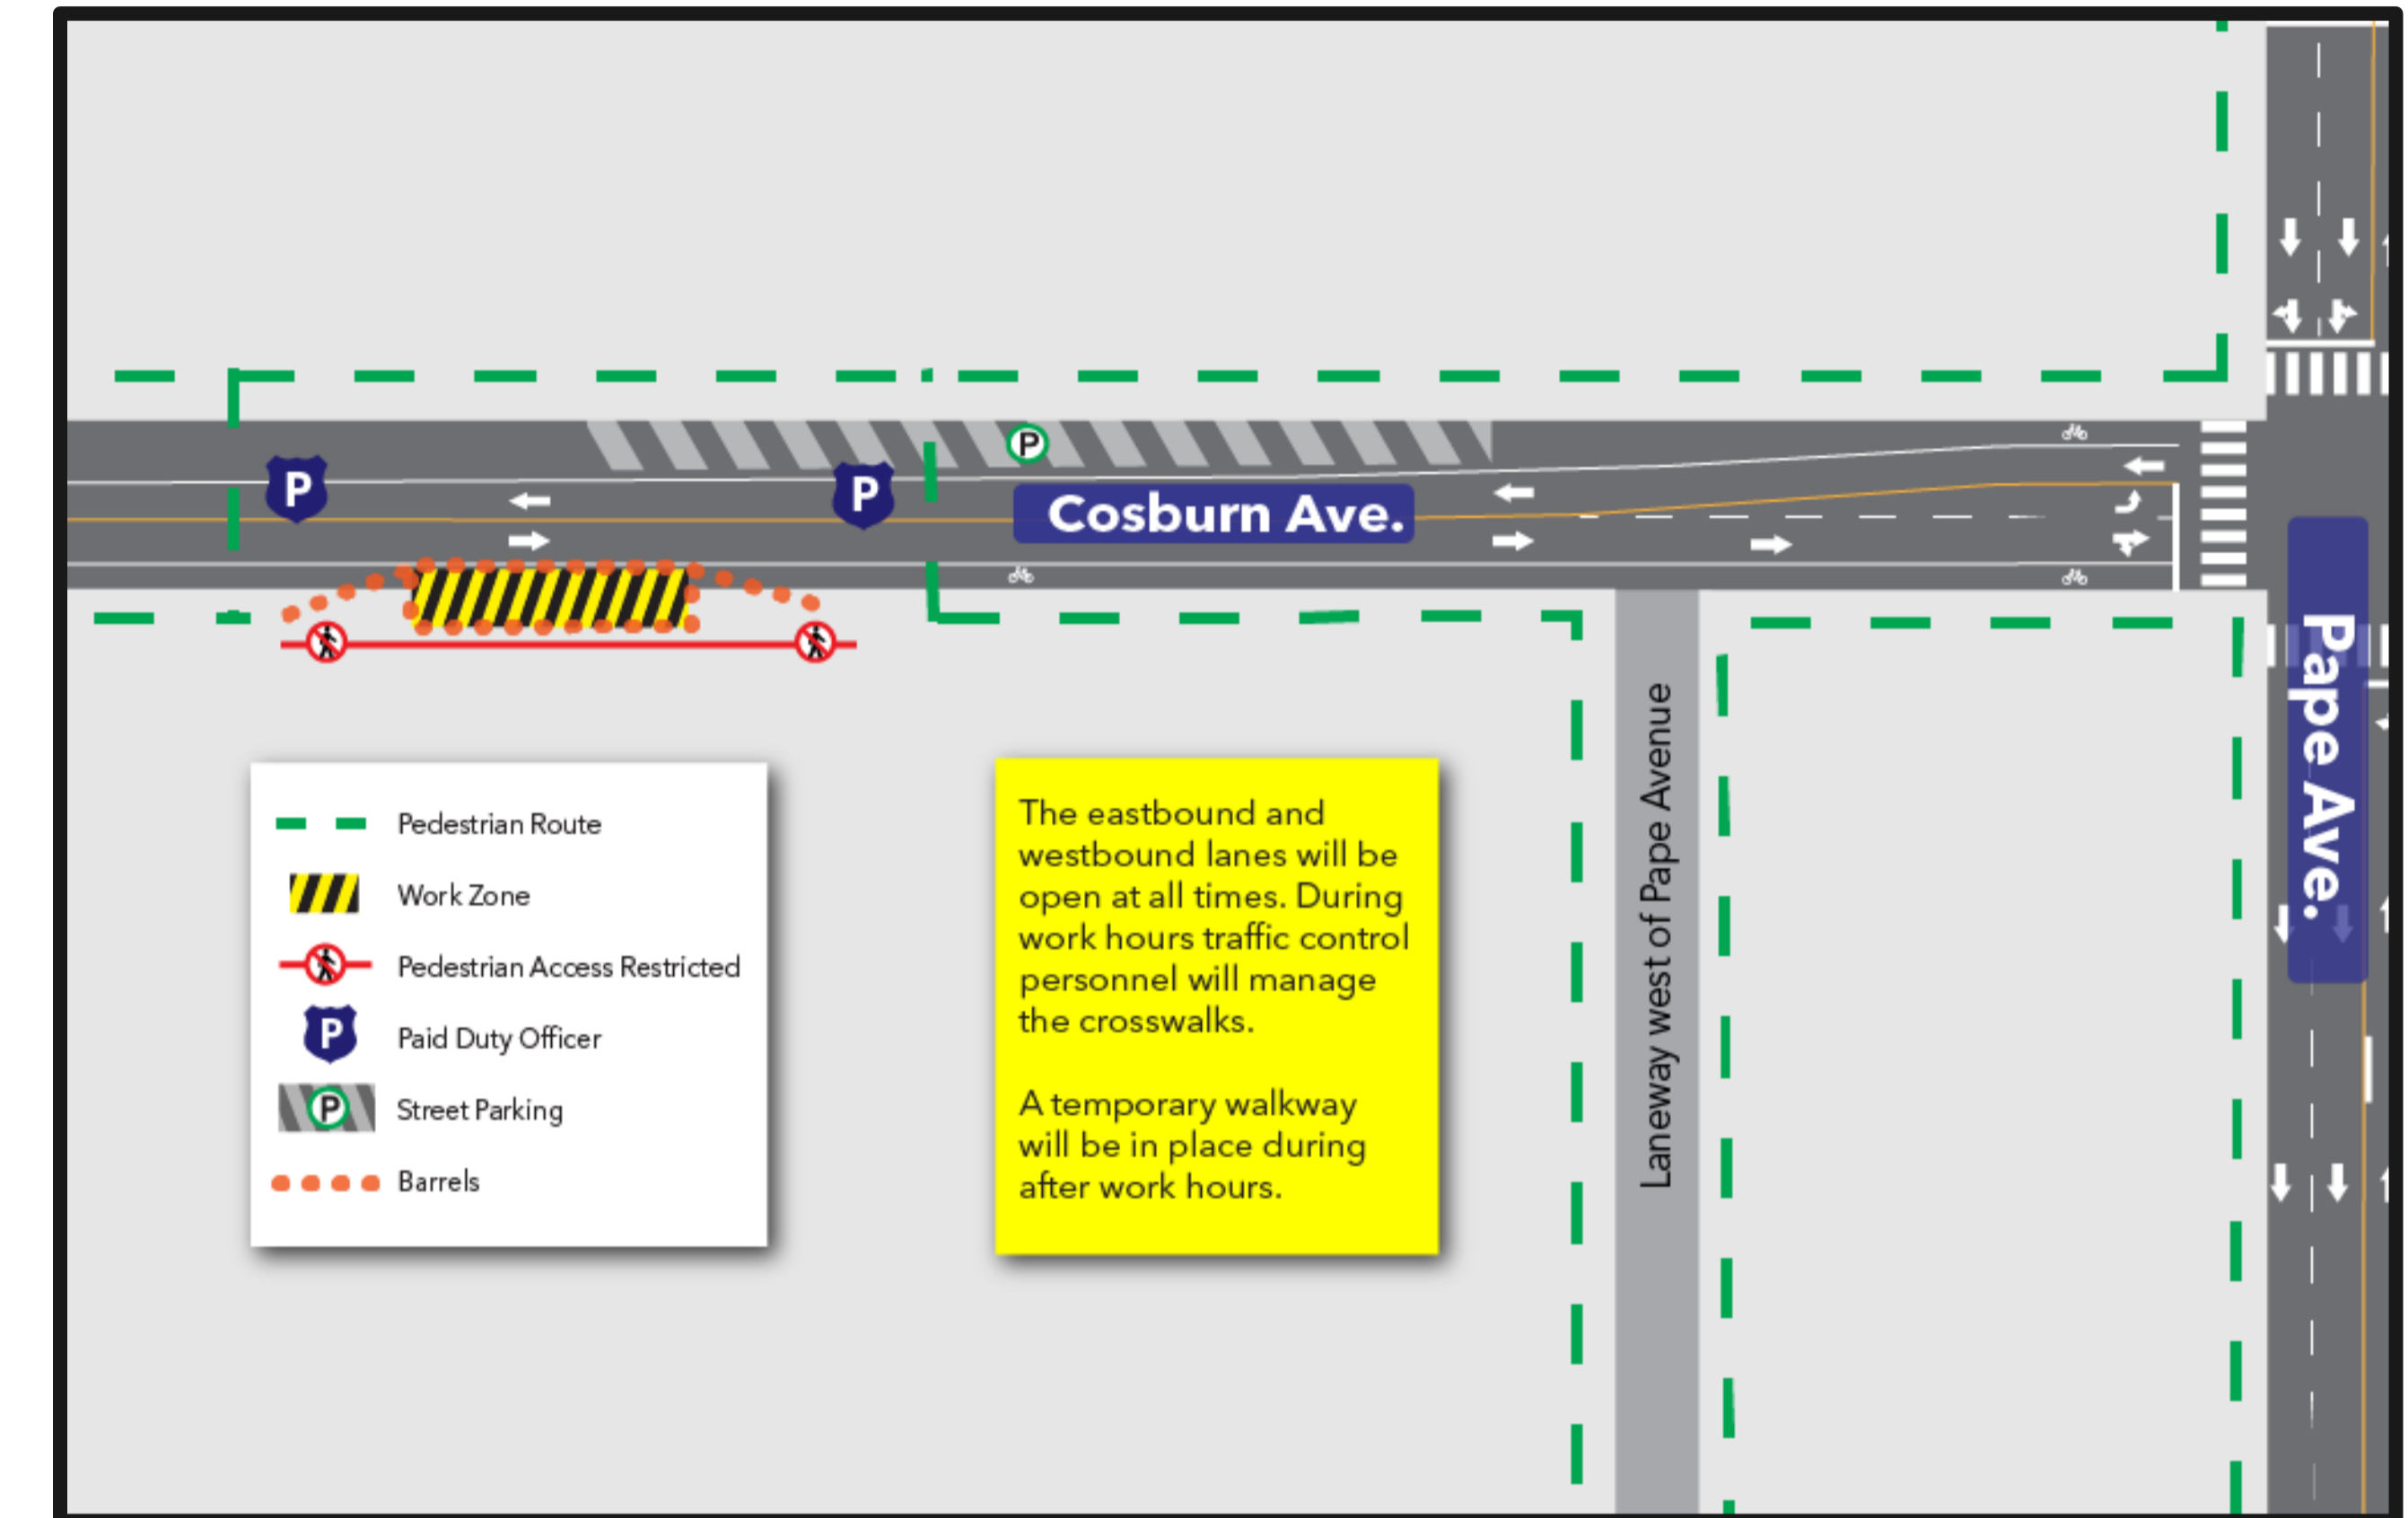 P
P
P
Cosburn Ave.
Pape Ave.
Laneway west of Pape Avenue
Pedestrian Route
Work Zone
Pedestrian Access Restricted
P
Paid Duty Officer
P
Street Parking
Barrels
The eastbound and
westbound lanes will be
open at all times. During
work hours traffic control
personnel will manage
the crosswalks.
A temporary walkway
will be in place during
after work hours.